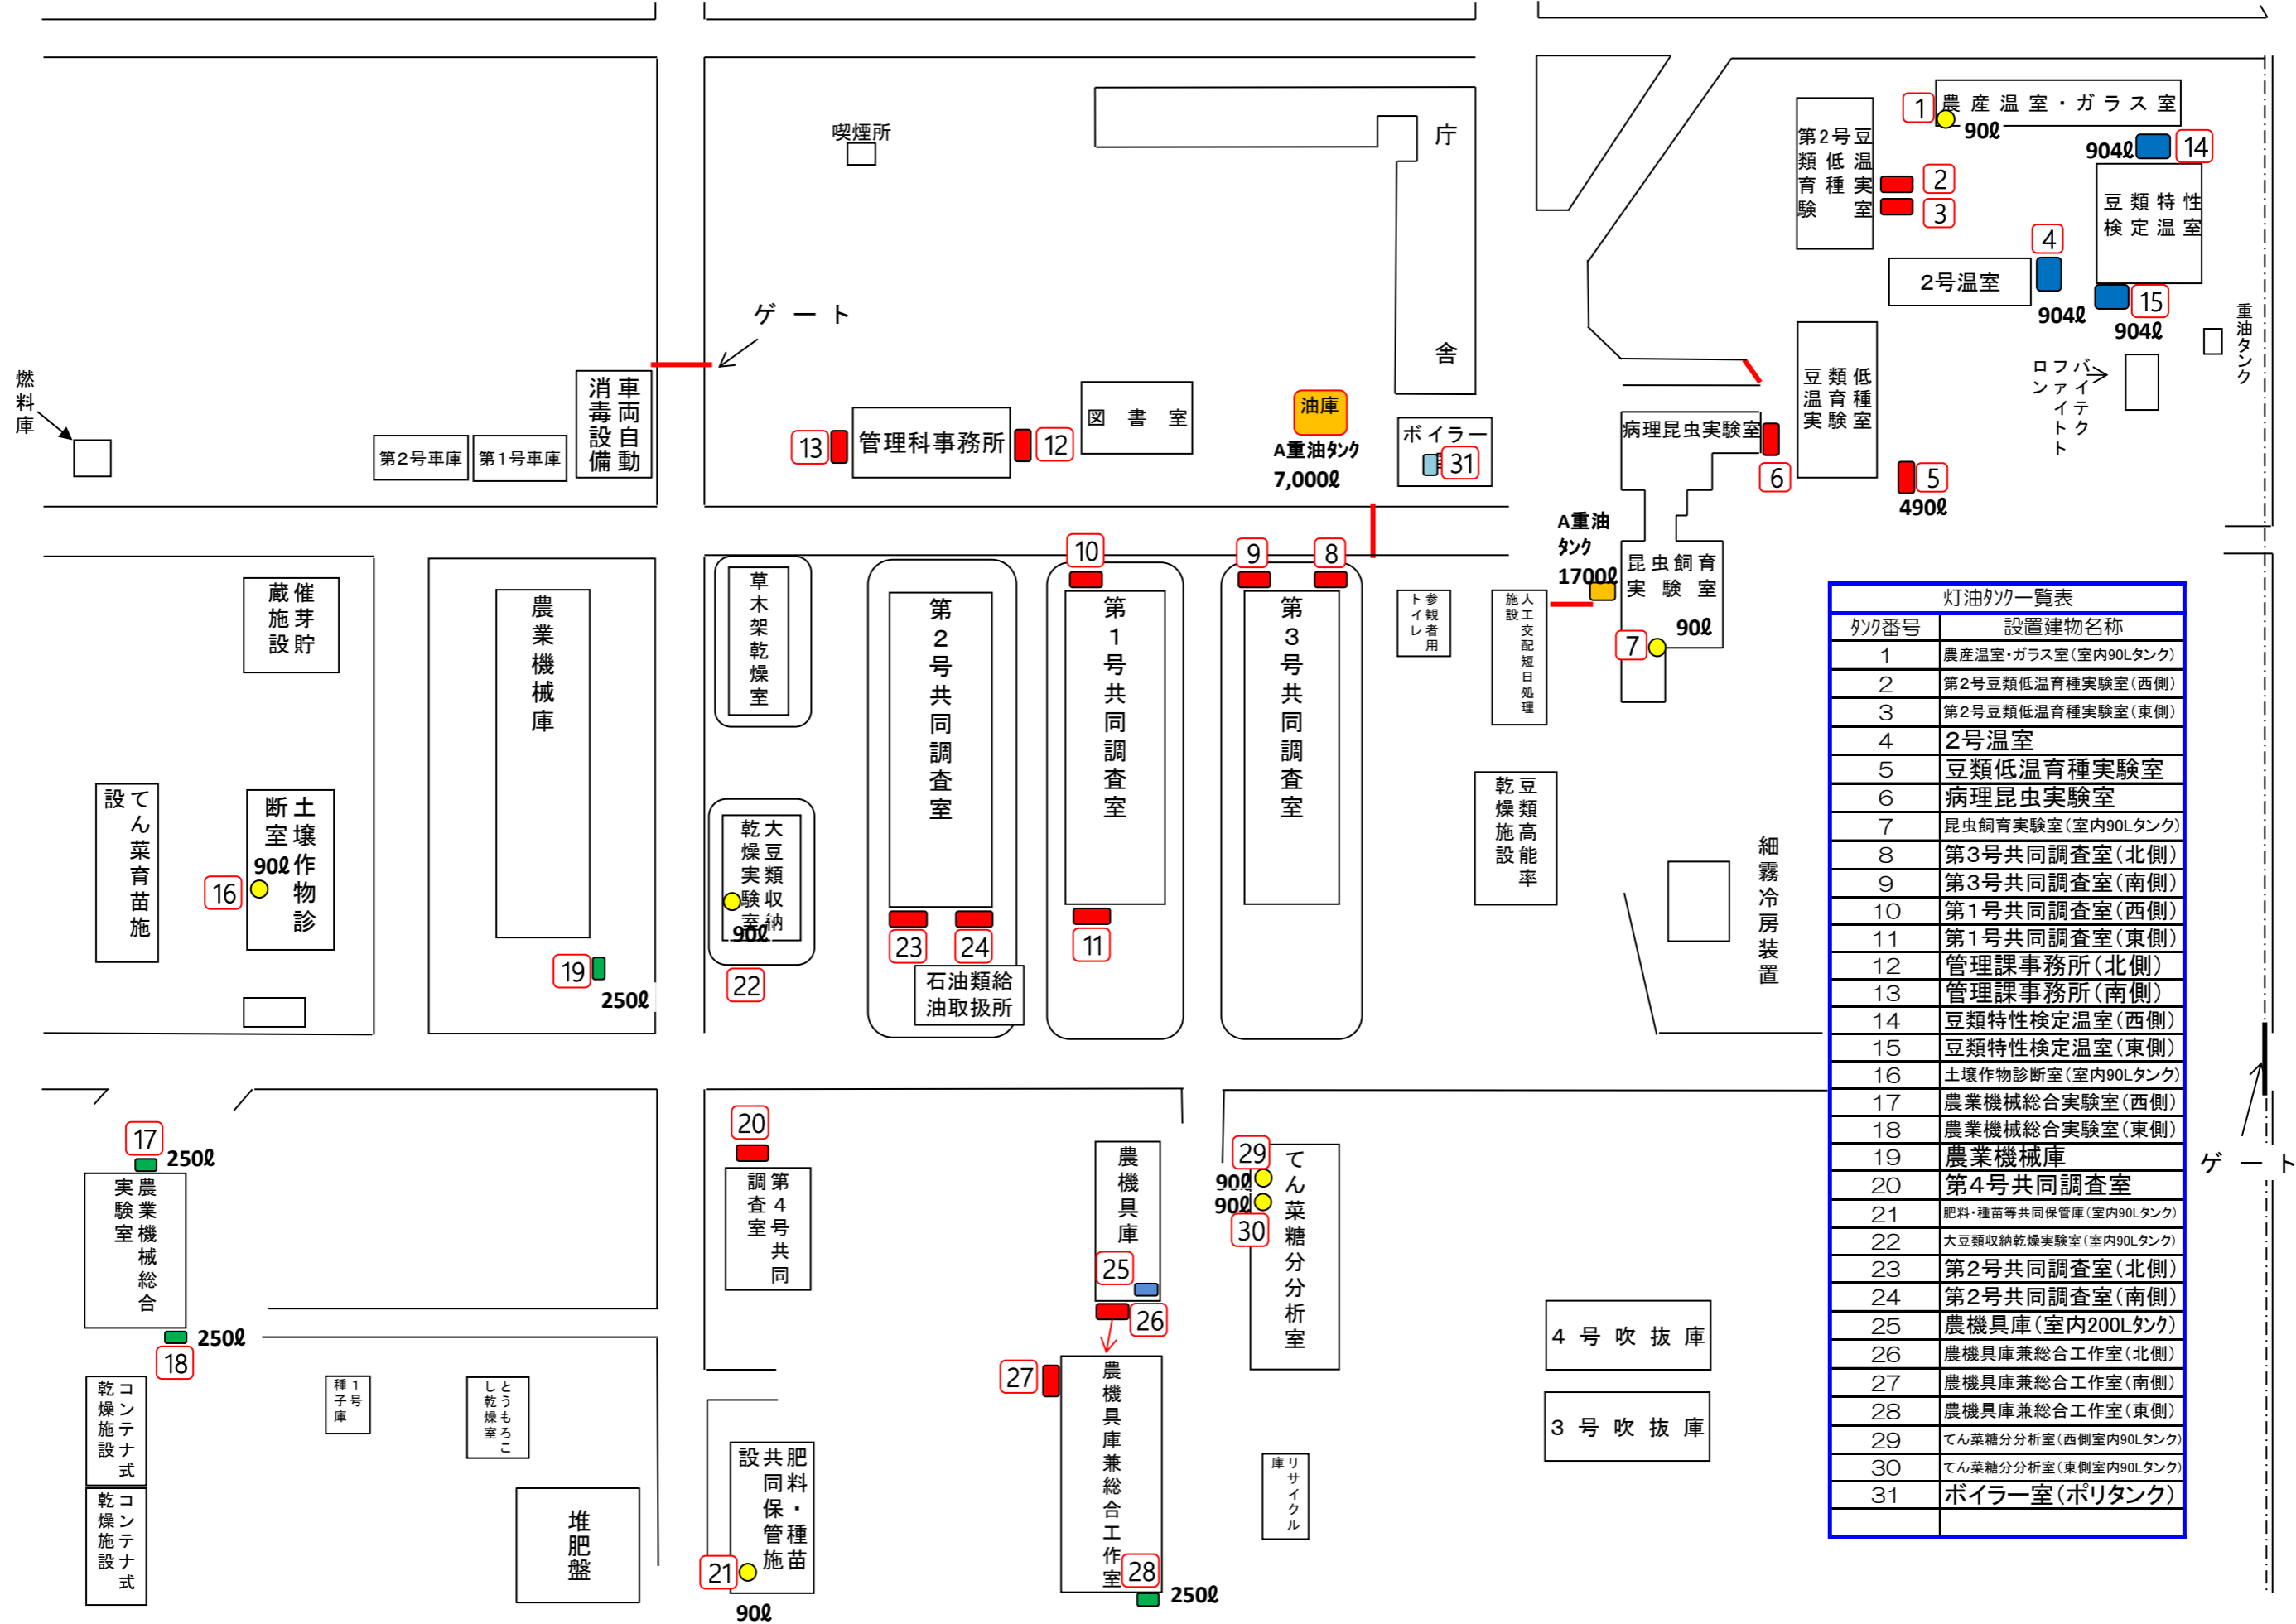 喫煙所
庁舎
ゲート
燃料庫
第2号車庫
第1号車庫
車両自動
消毒設備
13
管理科事務所
12
図書室
油庫
A重油タンク
7,000ℓ
ボイラー
31
1
農産温室・ガラス室
90ℓ
第2号豆
類低温
育種実
験室
2
3
904ℓ
14
豆類特性
検定温室
4
2号温室
904ℓ
15
904ℓ
重油タンク
バイテク
ファイト
ロン
豆類低
温育種
実験室
病理昆虫実験室
6
5
490ℓ
A重油
タンク
1700ℓ
昆虫飼育
実験室
7
90ℓ
催芽貯
蔵施設
農業機械庫
草木架乾燥室
第2号共同調査室
10
第1号共同調査室
9
8
第3号共同調査室
参観者用
トイレ
人工交配短日処理
施設
てん菜育苗施
設
土壌作物診
断室
90ℓ
16
19
250ℓ
大豆類収納
乾燥実験室
90ℓ
22
23
24
石油類給
油取扱所
11
豆類高能率
乾燥施設
細霧冷房装置
17
250ℓ
農業機械総合
実験室
250ℓ
18
20
第4号共同
調査室
農機具庫
25
26
29
90ℓ
90ℓ
30
てん菜糖分分析室
27
農機具庫兼総合工作室
28
250ℓ
4号吹抜庫
3号吹抜庫
リサイクル
庫
コンテナ式
乾燥施設
コンテナ式
乾燥施設
1号
種子庫
とうもろこ
し乾燥室
堆肥盤
肥料・種苗
共同保管施
設
21
90ℓ
ゲート
灯油タンク一覧表
タンク番号 設置建物名称
1 農産温室・ガラス室(室内90Lタンク)
2 第2号豆類低温育種実験室(西側)
3 第2号豆類低温育種実験室(東側)
4 2号温室
5 豆類低温育種実験室
6 病理昆虫実験室
7 昆虫飼育実験室(室内90Lタンク)
8 第3号共同調査室(北側)
9 第3号共同調査室(南側)
10 第1号共同調査室(西側)
11 第1号共同調査室(東側)
12 管理課事務所(北側)
13 管理課事務所(南側)
14 豆類特性検定温室(西側)
15 豆類特性検定温室(東側)
16 土壌作物診断室(室内90Lタンク)
17 農業機械総合実験室(西側)
18 農業機械総合実験室(東側)
19 農業機械庫
20 第4号共同調査室
21 肥料・種苗等共同保管庫(室内90Lタンク)
22 大豆類収納乾燥実験室(室内90Lタンク)
23 第2号共同調査室(北側)
24 第2号共同調査室(南側)
25 農機具庫(室内200Lタンク)
26 農機具庫兼総合工作室(北側)
27 農機具庫兼総合工作室(南側)
28 農機具庫兼総合工作室(東側)
29 てん菜糖分分析室(西側室内90Lタンク)
30 てん菜糖分分析室(東側室内90Lタンク)
31 ボイラー室(ポリタンク)